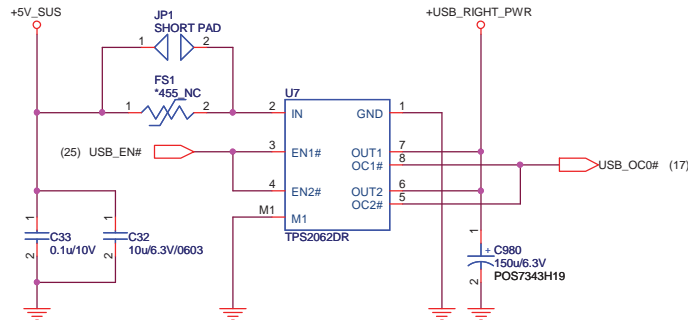 +5V_SUS
JP1
SHORT PAD
1 2
FS1
*455_NC
1 2
+USB_RIGHT_PWR
U7
2 IN GND 1
(25) USB_EN# 3 EN1# OUT1 7
OC1# 8
USB_OC0# (17)
4 EN2# OUT2 6
OC2# 5
M1 M1
TPS2062DR
1
C33
0.1u/10V
2
1
C32
10u/6.3V/0603
2
1
+ C980
150u/6.3V
POS7343H19
2